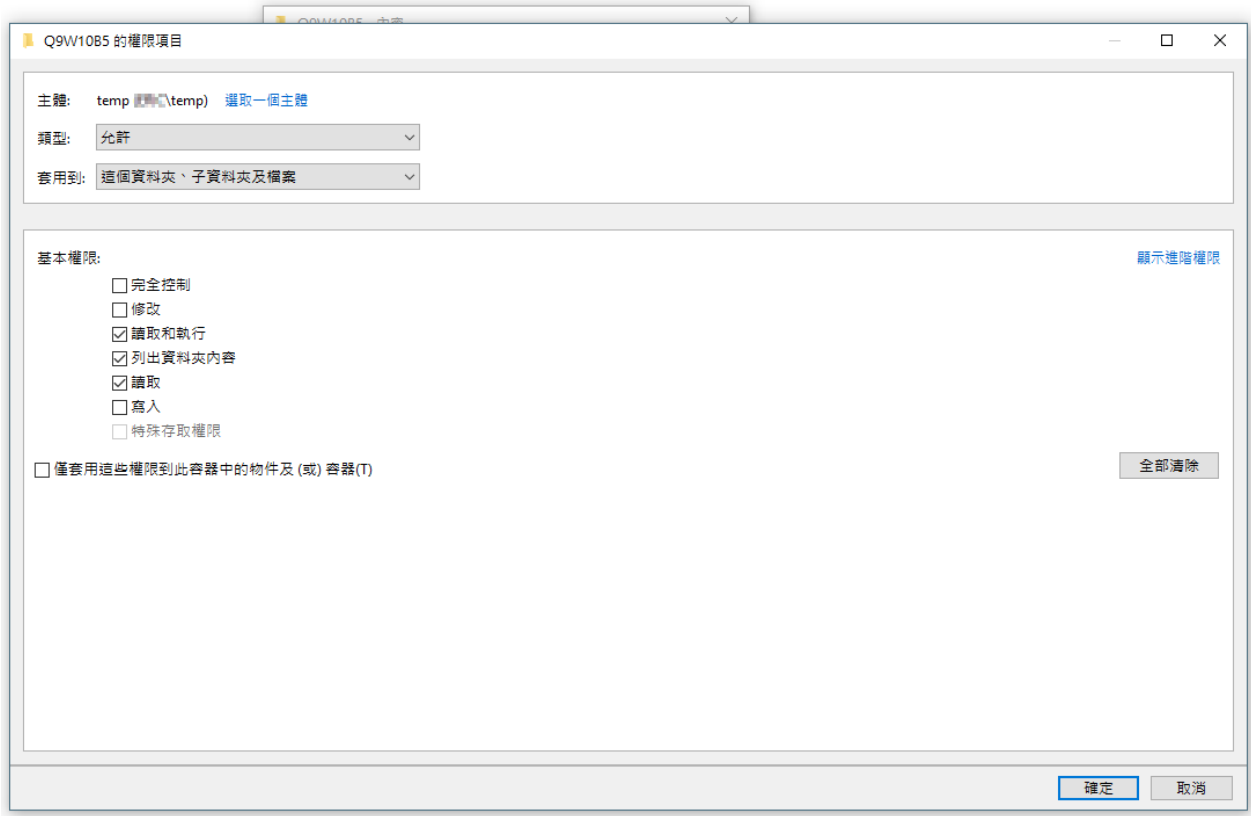 Q9W10B5 - 內容
Q9W10B5 的權限項目
主體: temp \temp) 選取一個主體
類型: 允許
套用到: 這個資料夾、子資料夾及檔案
基本權限: 顯示進階權限
完全控制
修改
讀取和執行
列出資料夾內容
讀取
寫入
特殊存取權限
僅套用這些權限到此容器中的物件及 (或) 容器(T) 全部清除
確定 取消